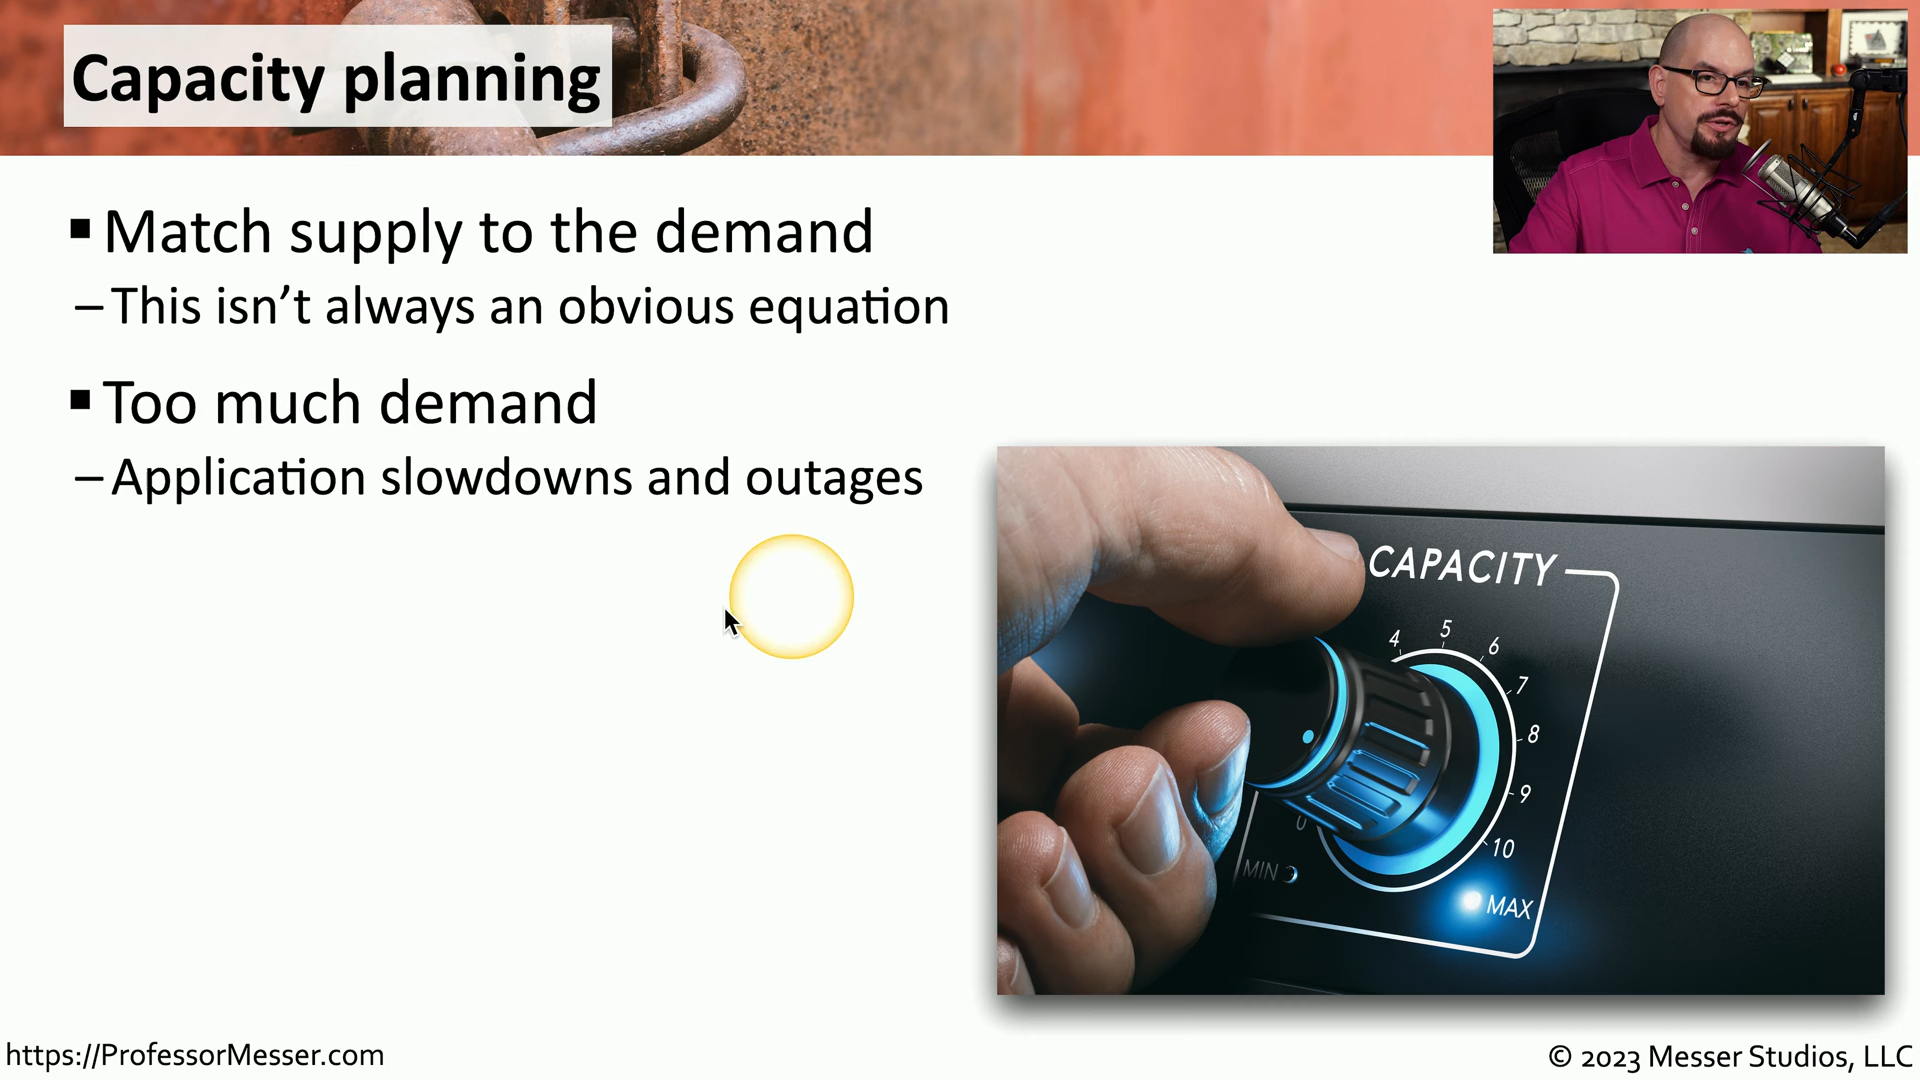 Capacity planning
▪ Match supply to the demand
– This isn’t always an obvious equation
▪ Too much demand
– Application slowdowns and outages
CAPACITY
4
5
6
7
8
9
10
0
MIN
MAX
https://ProfessorMesser.com
© 2023 Messer Studios, LLC